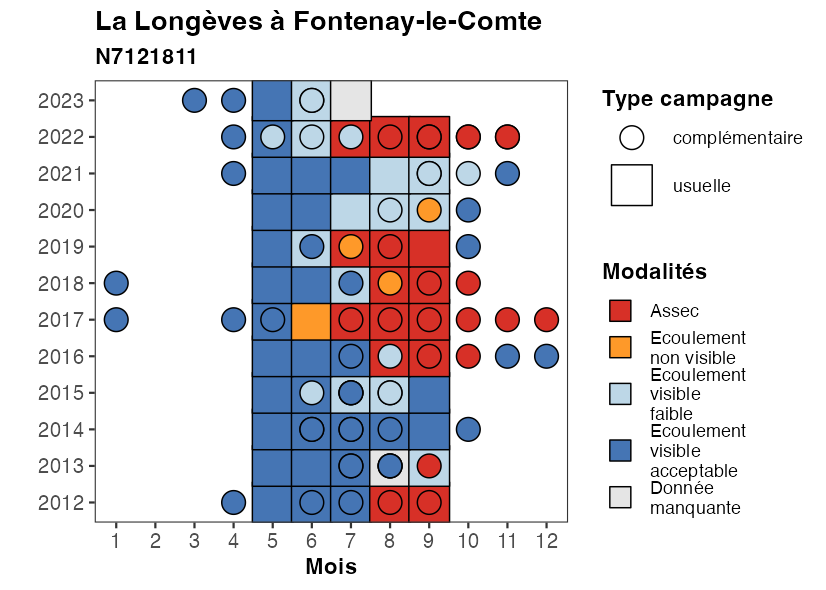 La Longèves à Fontenay-le-Comte
N7121811
2023
2022
2021
2020
2019
2018
2017
2016
2015
2014
2013
2012
1 2 3 4 5 6 7 8 9 10 11 12
Mois
Type campagne
complémentaire
usuelle
Modalités
Assec
Ecoulement
non visible
Ecoulement
visible
faible
Ecoulement
visible
acceptable
Donnée
manquante